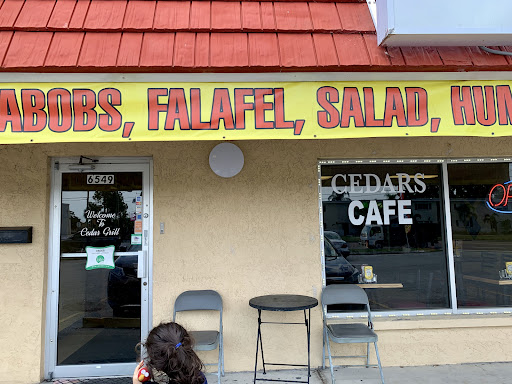 ABOBS, FALAFEL, SALAD, HUM
6549
Welcome
To
Cedar Grill
CEDARS
CAFE